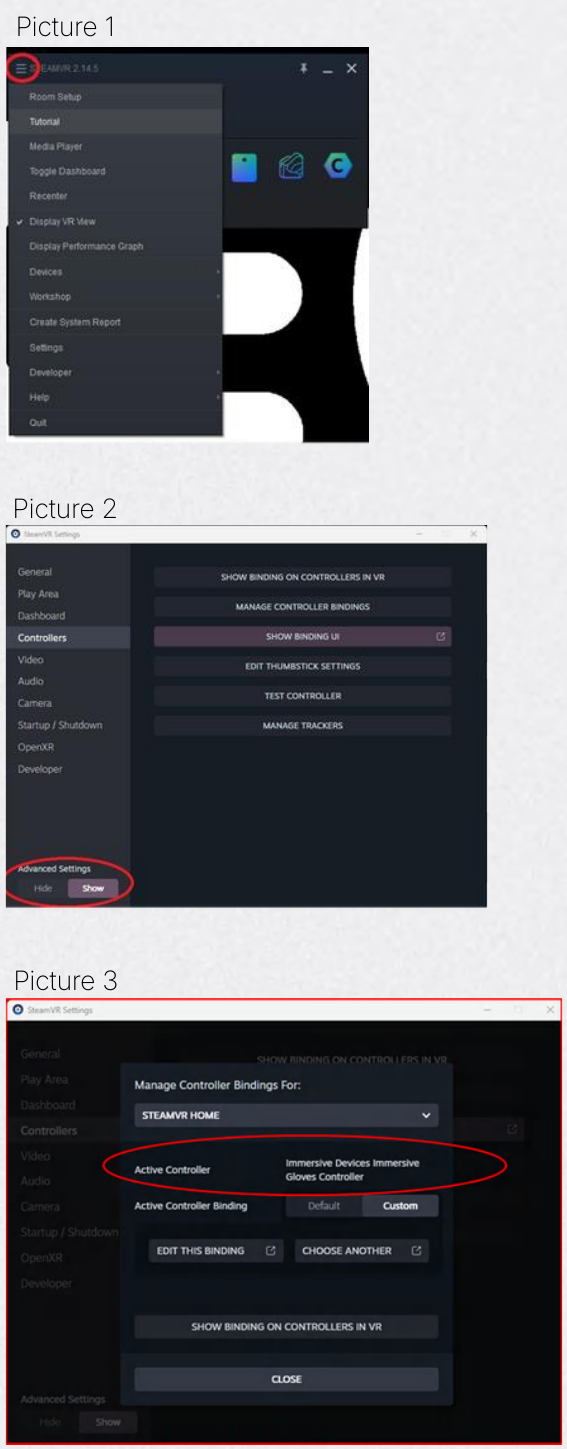 Picture 1
STEAMVR 2.14.5
Room Setup
Tutorial
Media Player
Toggle Dashboard
Recenter
Display VR View
Display Performance Graph
Devices
Workshop
Create System Report
Settings
Developer
Help
Quit
C
Picture 2
SteamVR Settings
General
Play Area
Dashboard
Controllers
Video
Audio
Camera
Startup / Shutdown
OpenXR
Developer
SHOW BINDING ON CONTROLLERS IN VR
MANAGE CONTROLLER BINDINGS
SHOW BINDING UI
EDIT THUMBSTICK SETTINGS
TEST CONTROLLER
MANAGE TRACKERS
Advanced Settings
Hide Show
Picture 3
SteamVR Settings
General
Play Area
Dashboard
Controllers
Video
Audio
Camera
Startup / Shutdown
OpenXR
Developer
SHOW BINDING ON CONTROLLERS IN VR
Manage Controller Bindings For:
STEAMVR HOME
Active Controller
Immersive Devices Immersive
Gloves Controller
Active Controller Binding Default Custom
EDIT THIS BINDING CHOOSE ANOTHER
SHOW BINDING ON CONTROLLERS IN VR
CLOSE
Advanced Settings
Hide Show